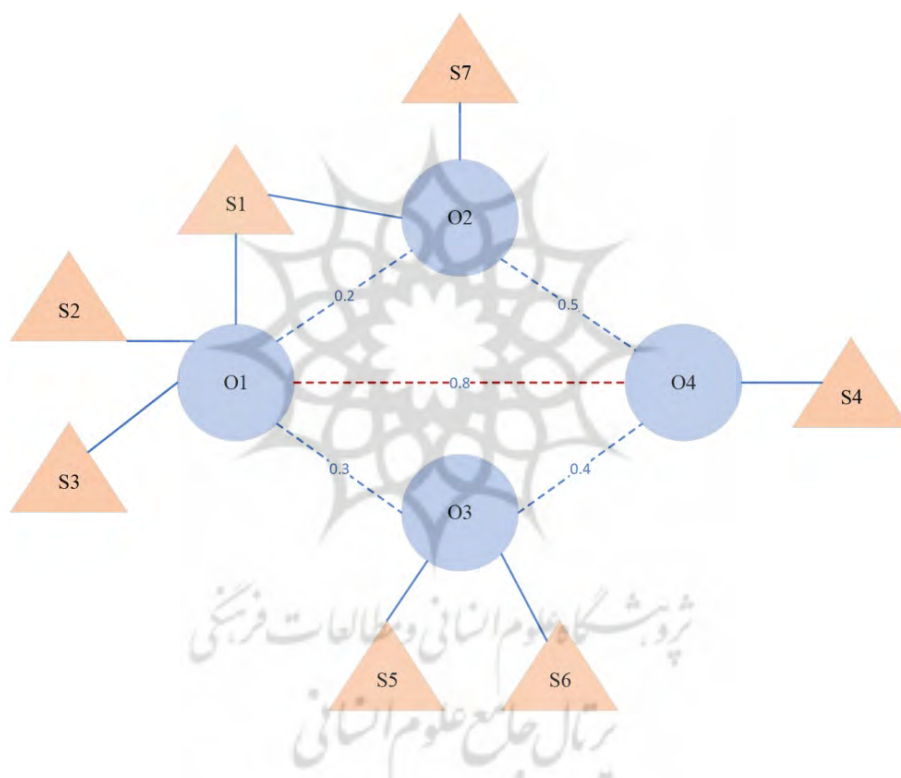 S7
S1
O2
S2
0.2
0.5
O1
0.8
O4
S4
S3
0.3
0.4
O3
پژوهشگاه علوم انسانی و مطالعات فرهنگی
S5
S6
پرتال جامع علوم انسانی